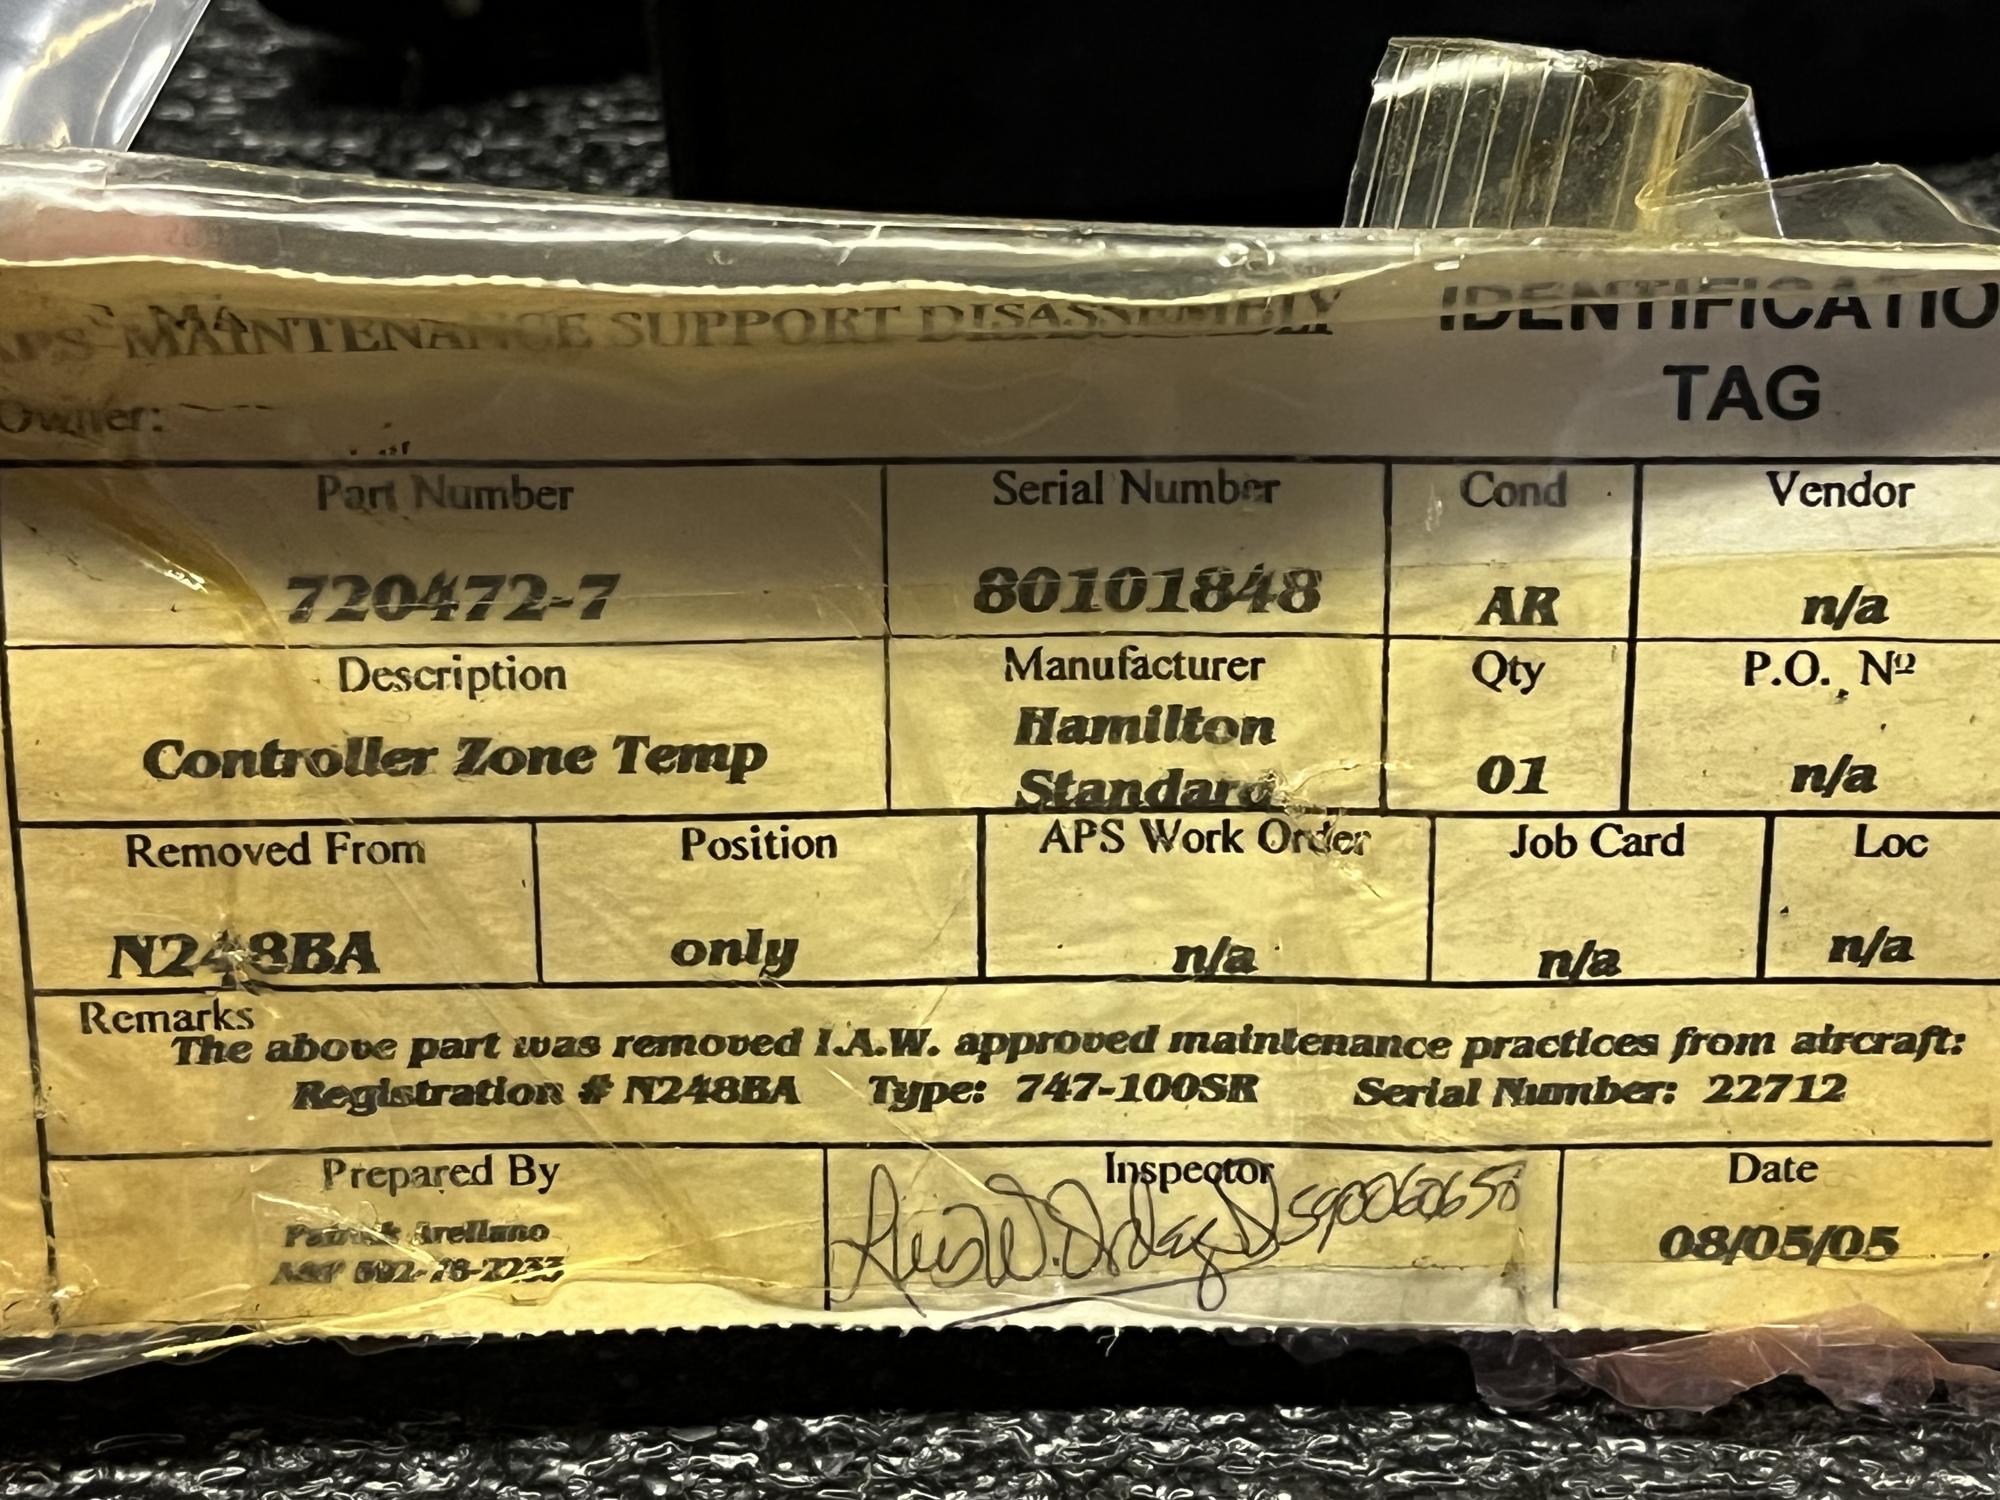 MAINTENANCE SUPPORT DISASSEMBLY IDENTIFICATIO
TAG
Owner:
Part Number Serial Number Cond Vendor
720472-7 80101848 AR n/a
Description Manufacturer Qty P.O. Nº
Controller Zone Temp Hamilton Standard 01 n/a
Removed From Position APS Work Order Job Card Loc
N248BA only n/a n/a n/a
Remarks
The above part was removed I.A.W. approved maintenance practices from aircraft:
Registration # N248BA Type: 747-100SR Serial Number: 22712
Prepared By Inspector Date
Arellano 08/05/05